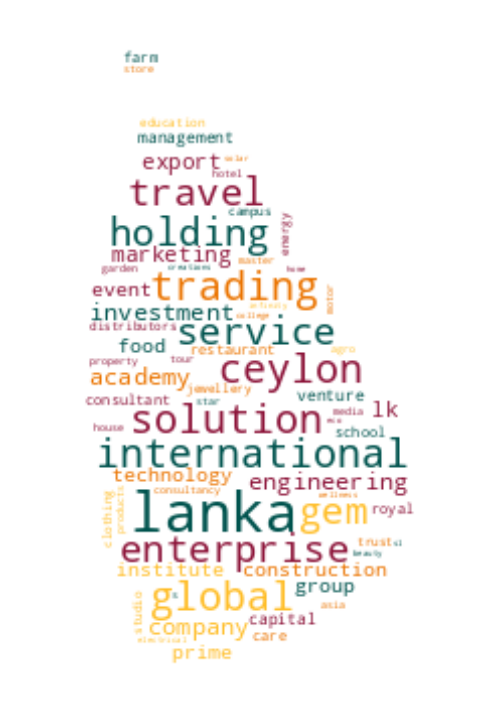 farm
store
education
management
export
solar
hotel
travel
campus
holding
energy
marketing
master
garden
creations
home
event
trading
motor
investment
infinity
college
distributors
service
food
restaurant
agro
property
tour
ceylon
academy
jewellery
venture
consultant
star
media
lk
solution
eco
house
school
international
technology
engineering
consultancy
wellness
clothing
products
lanka
gem
royal
enterprise
trust
sl
beauty
institute
construction
group
global
studio
asia
company
capital
care
electrical
prime